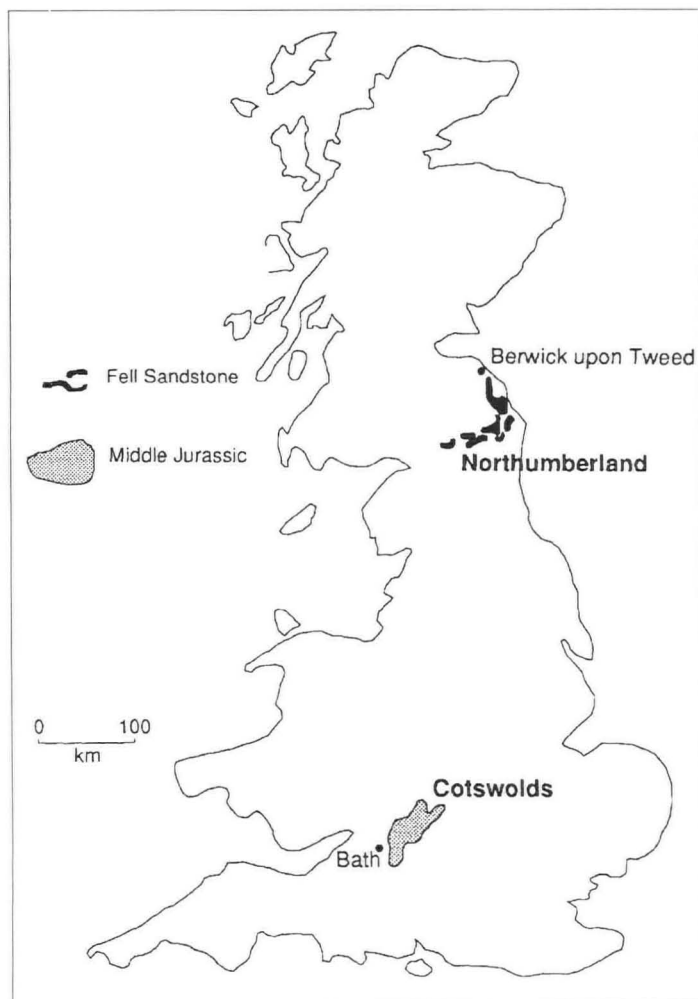 Berwick upon Tweed
Fell Sandstone
Middle Jurassic
Northumberland
0 100
km
Cotswolds
Bath